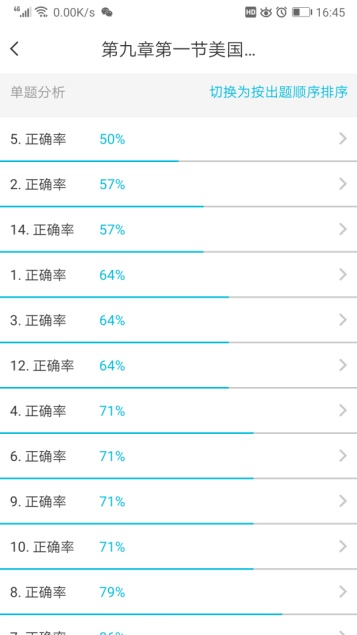 0.00K/s HD 16:45
第九章第一节美国...
单题分析 切换为按出题顺序排序
5. 正确率 50%
2. 正确率 57%
14. 正确率 57%
1. 正确率 64%
3. 正确率 64%
12. 正确率 64%
4. 正确率 71%
6. 正确率 71%
9. 正确率 71%
10. 正确率 71%
8. 正确率 79%